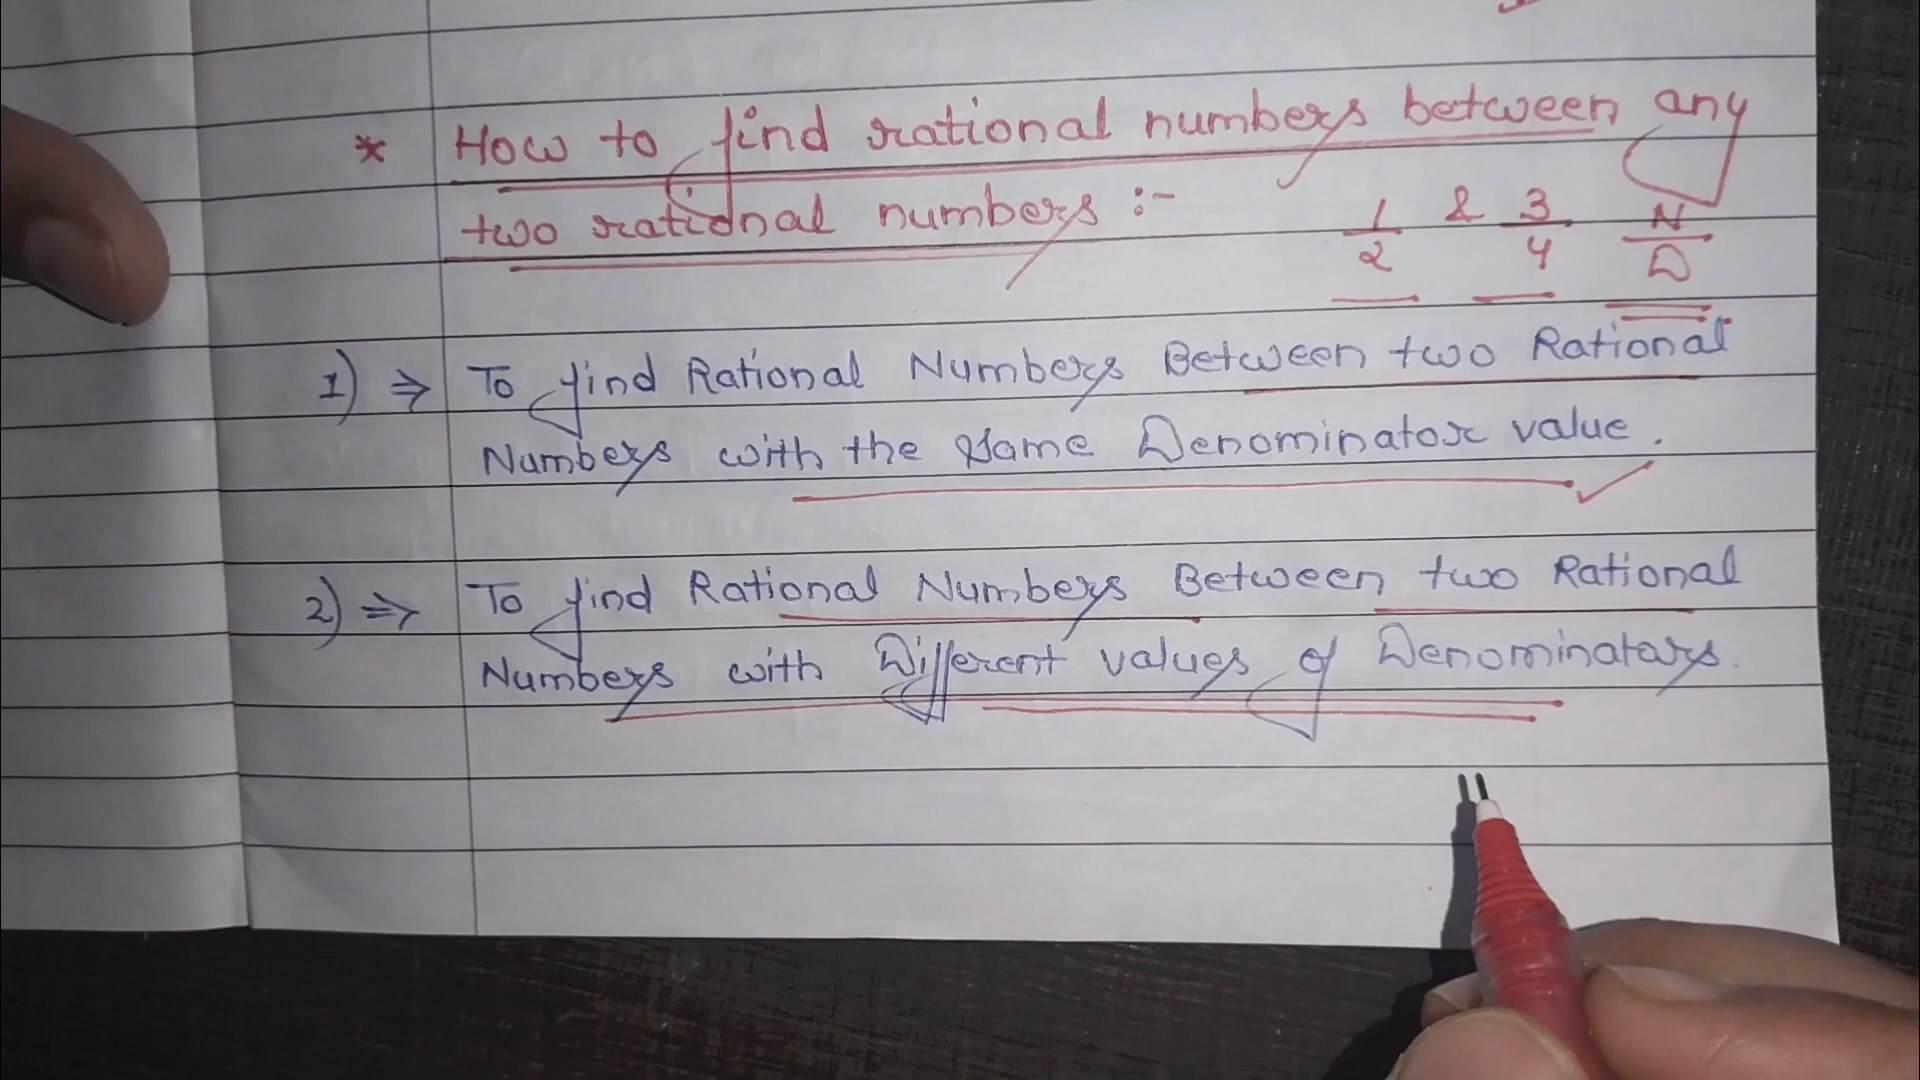 * How to find rational numbers between any
two rational numbers :-
1/2 & 3/4 N/D
1) ⇒ To find Rational Numbers Between two Rational
Numbers with the Same Denominator value.
2) ⇒ To find Rational Numbers Between two Rational
Numbers with Different values of Denominators.